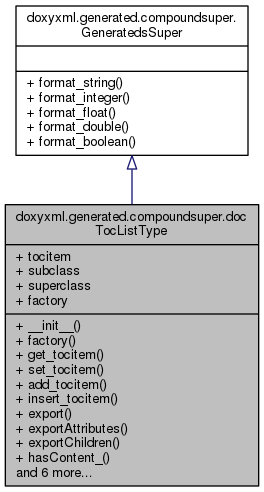 doxyxml.generated.compoundsuper.
GeneratedsSuper
+ format_string()
+ format_integer()
+ format_float()
+ format_double()
+ format_boolean()
doxyxml.generated.compoundsuper.doc
TocListType
+ tocitem
+ subclass
+ superclass
+ factory
+ __init__()
+ factory()
+ get_tocitem()
+ set_tocitem()
+ add_tocitem()
+ insert_tocitem()
+ export()
+ exportAttributes()
+ exportChildren()
+ hasContent_()
and 6 more...